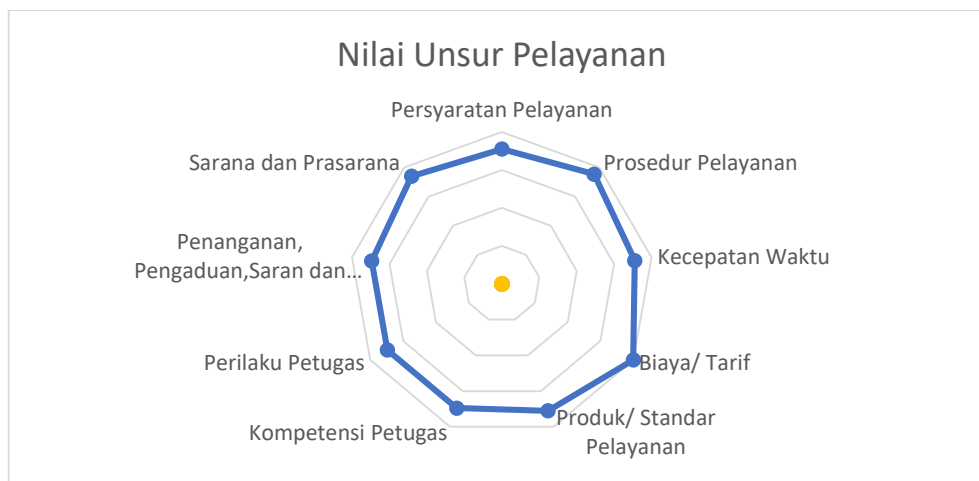 Nilai Unsur Pelayanan
Persyaratan Pelayanan
Prosedur Pelayanan
Kecepatan Waktu
Biaya/ Tarif
Produk/ Standar
Pelayanan
Kompetensi Petugas
Perilaku Petugas
Penanganan,
Pengaduan,Saran dan…
Sarana dan Prasarana